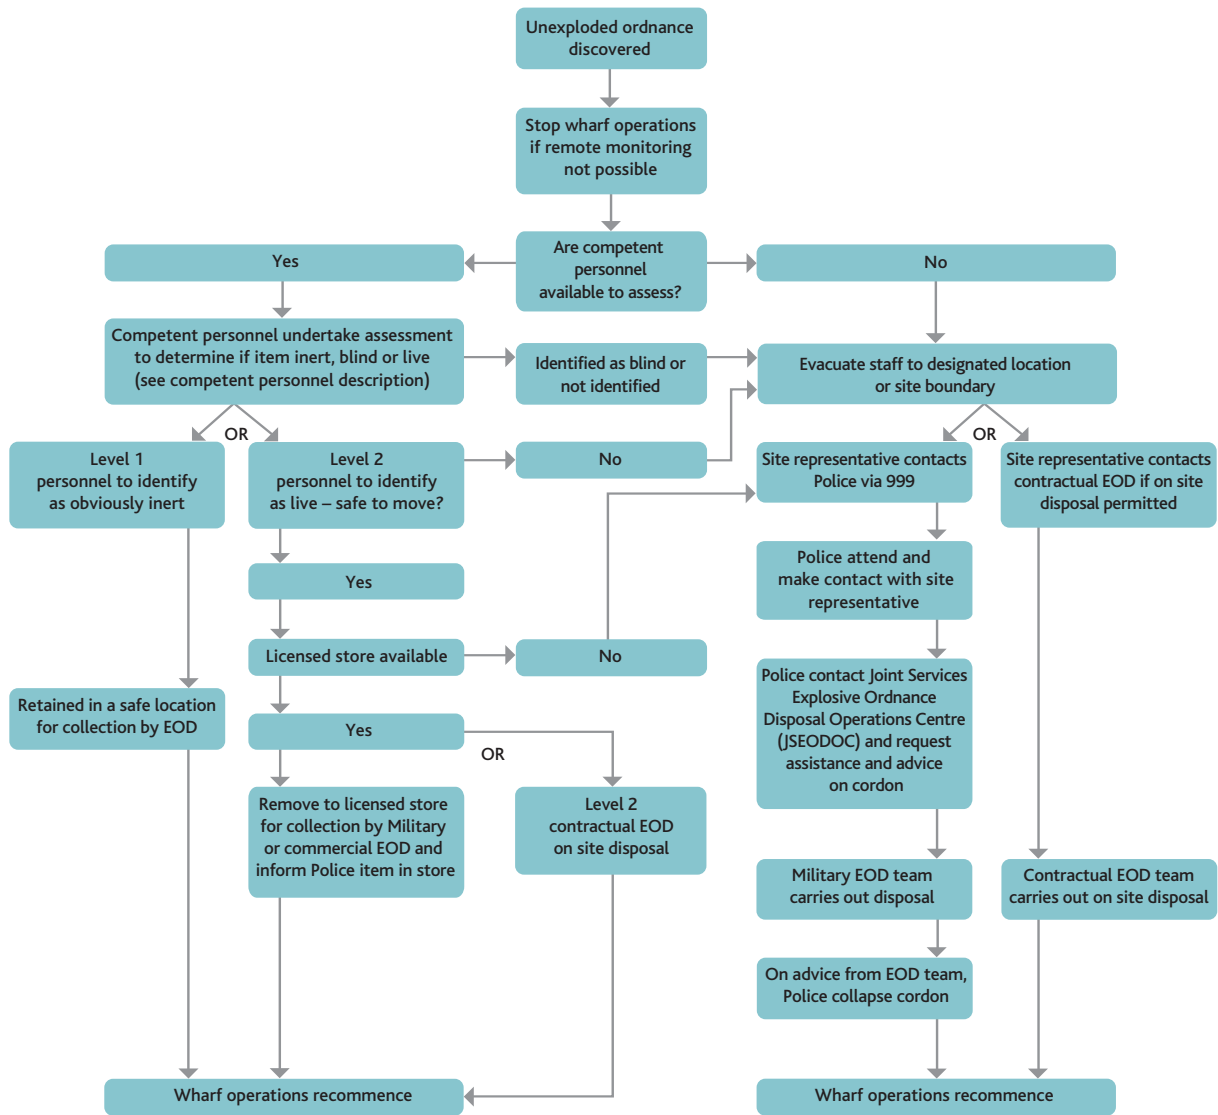 Unexploded ordnance
discovered
Stop wharf operations
if remote monitoring
not possible
Are competent
personnel
available to assess?
Yes
No
Competent personnel undertake assessment
to determine if item inert, blind or live
(see competent personnel description)
Identified as blind or
not identified
Evacuate staff to designated location
or site boundary
OR
OR
Level 1
personnel to identify
as obviously inert
Level 2
personnel to identify
as live – safe to move?
No
Site representative contacts
Police via 999
Site representative contacts
contractual EOD if on site
disposal permitted
Yes
Police attend and
make contact with site
representative
Licensed store available
No
Police contact Joint Services
Explosive Ordnance
Disposal Operations Centre
(JSEODOC) and request
assistance and advice
on cordon
Retained in a safe location
for collection by EOD
Yes
OR
Remove to licensed store
for collection by Military
or commercial EOD and
inform Police item in store
Level 2
contractual EOD
on site disposal
Military EOD team
carries out disposal
Contractual EOD team
carries out on site disposal
On advice from EOD team,
Police collapse cordon
Wharf operations recommence
Wharf operations recommence